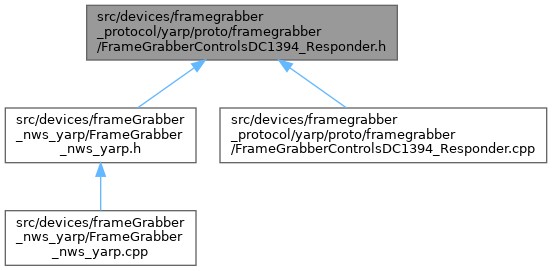 src/devices/framegrabber
_protocol/yarp/proto/framegrabber
/FrameGrabberControlsDC1394_Responder.h
src/devices/frameGrabber
_nws_yarp/FrameGrabber
_nws_yarp.h
src/devices/framegrabber
_protocol/yarp/proto/framegrabber
/FrameGrabberControlsDC1394_Responder.cpp
src/devices/frameGrabber
_nws_yarp/FrameGrabber
_nws_yarp.cpp